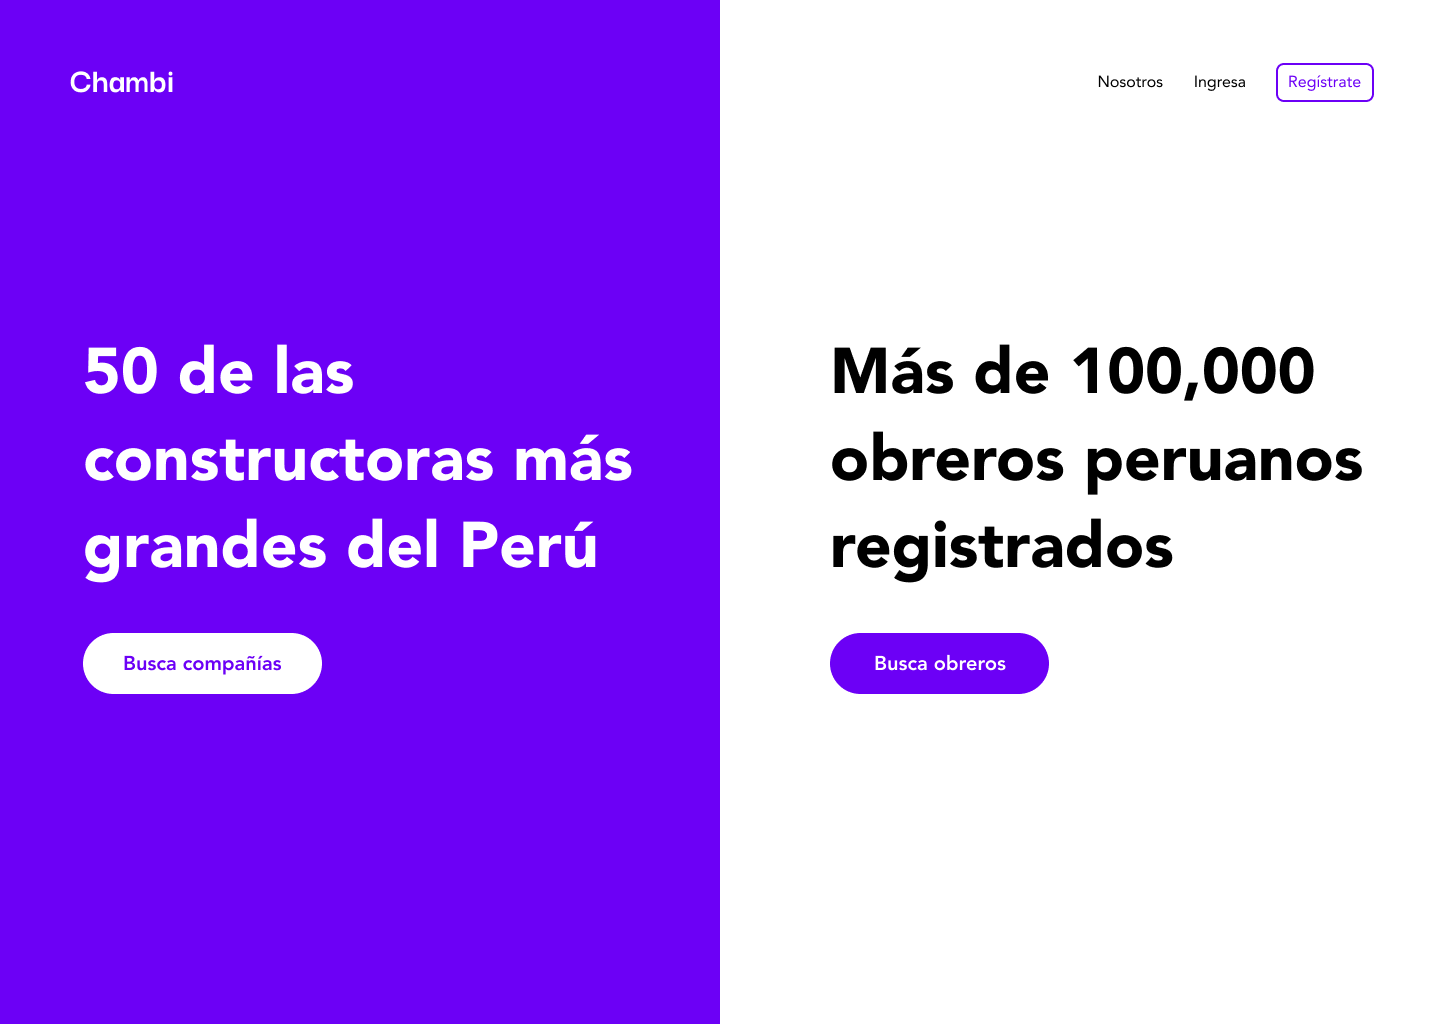 Chambi
Nosotros
Ingresa
Regístrate
50 de las
constructoras más
grandes del Perú
Busca compañías
Más de 100,000
obreros peruanos
registrados
Busca obreros